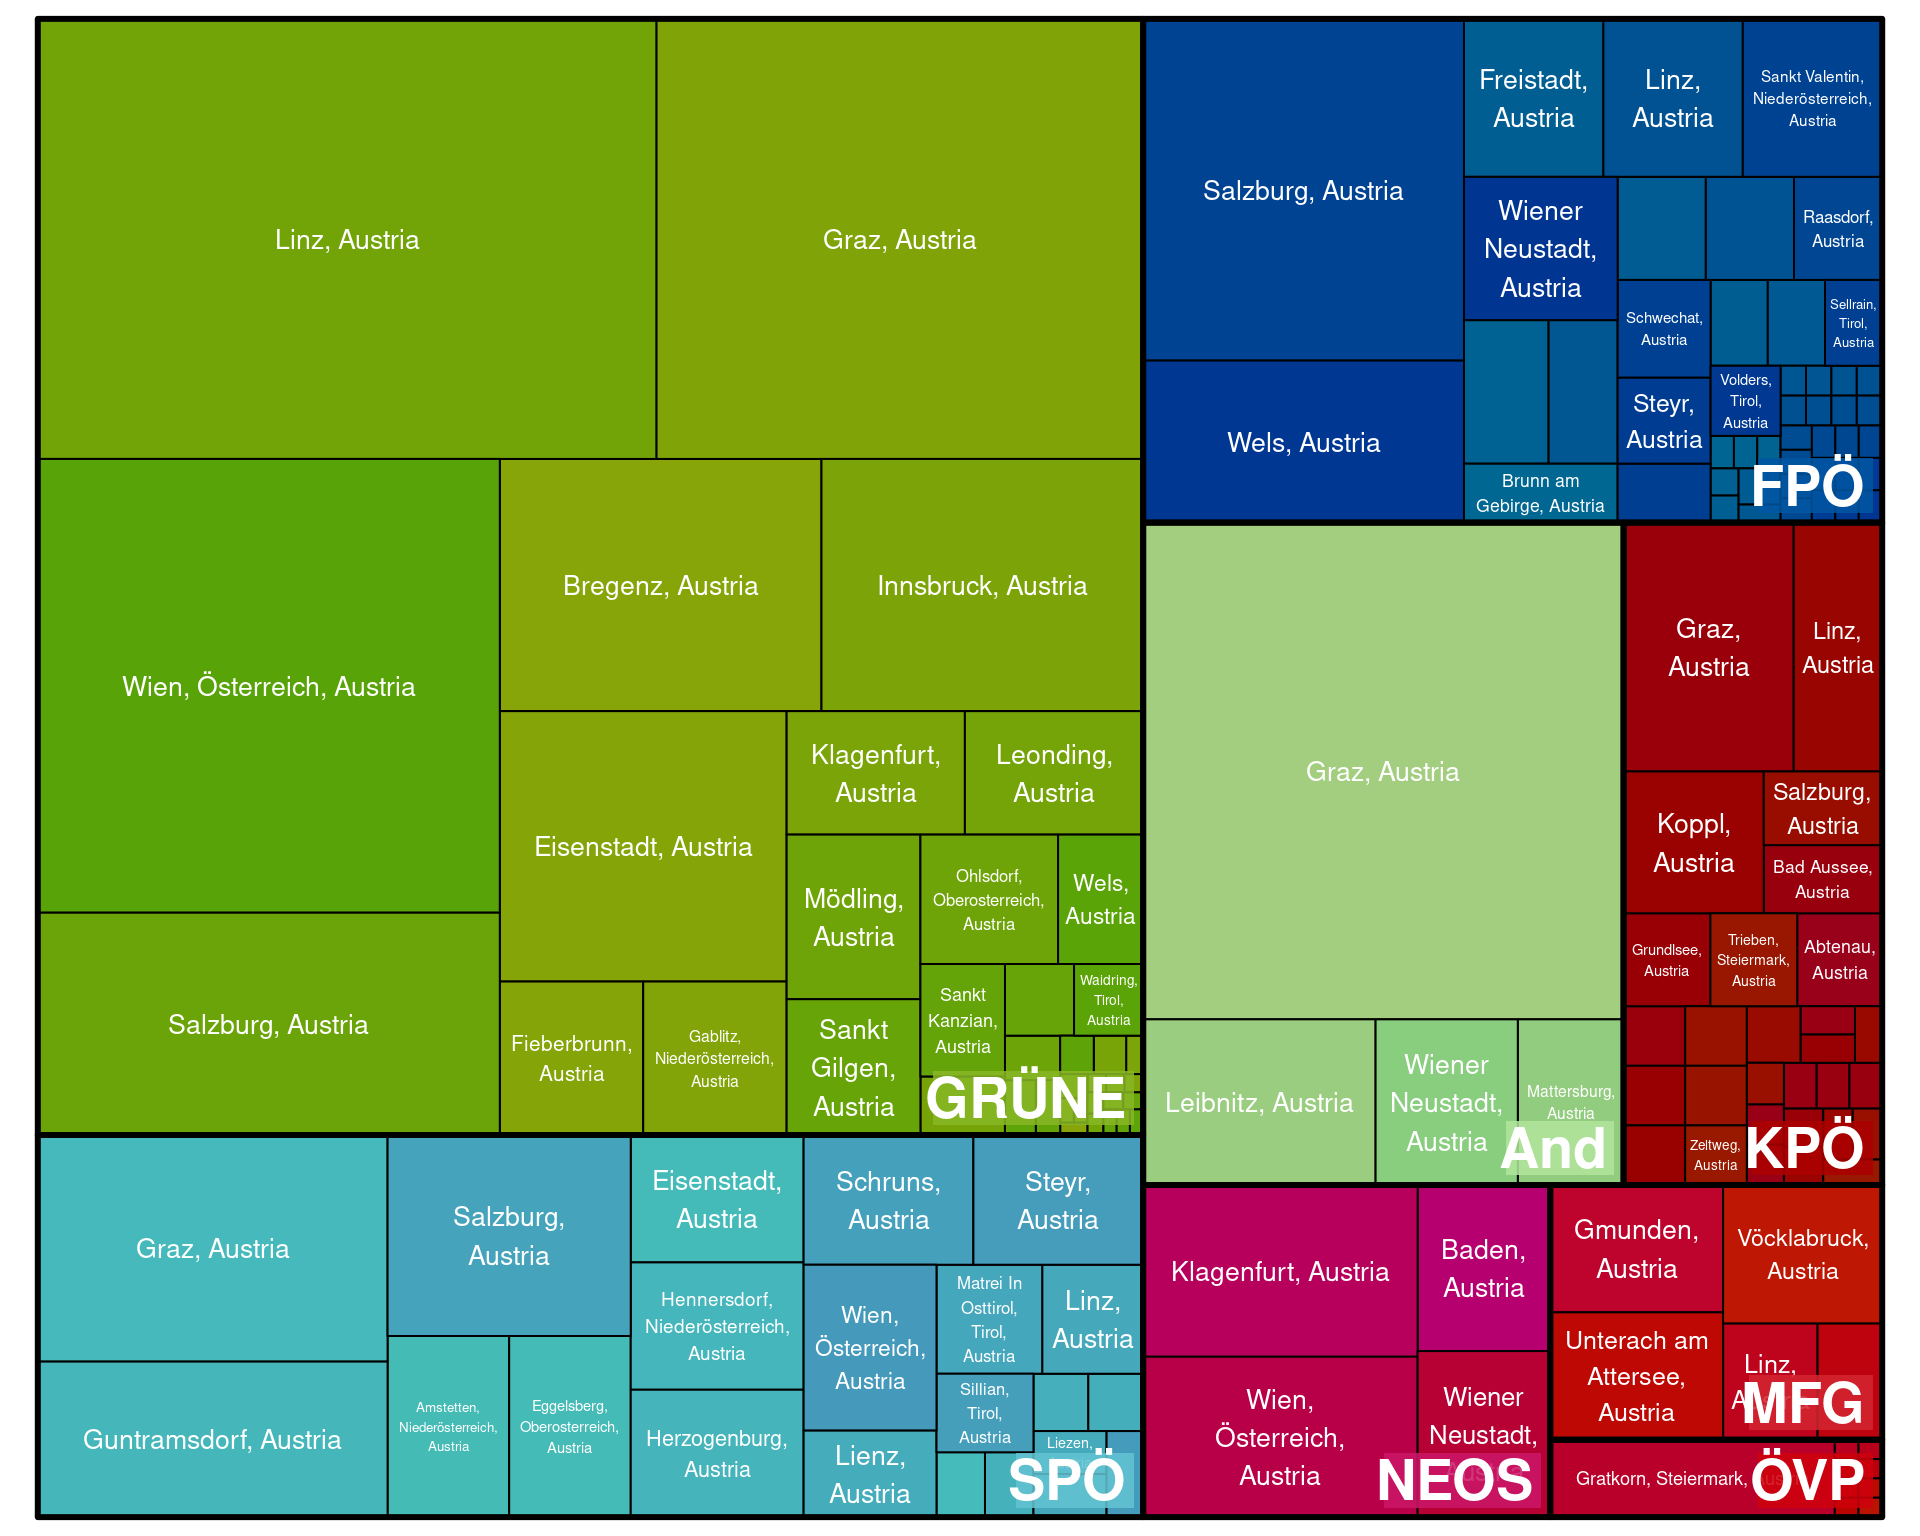 Linz, Austria
Graz, Austria
Wien, Österreich, Austria
Bregenz, Austria
Innsbruck, Austria
Salzburg, Austria
Eisenstadt, Austria
Klagenfurt,
Austria
Leonding,
Austria
Mödling,
Austria
Ohlsdorf,
Oberosterreich,
Austria
Wels,
Austria
Fieberbrunn,
Austria
Gablitz,
Niederösterreich,
Austria
Sankt
Gilgen,
Austria
Sankt
Kanzian,
Austria
Waidring,
Tirol,
Austria
GRÜNE
Salzburg, Austria
Wels, Austria
Freistadt,
Austria
Linz,
Austria
Sankt Valentin,
Niederösterreich,
Austria
Wiener
Neustadt,
Austria
Raasdorf,
Austria
Schwechat,
Austria
Sellrain,
Tirol,
Austria
Steyr,
Austria
Volders,
Tirol,
Austria
Brunn am
Gebirge, Austria
FPÖ
Graz, Austria
Leibnitz, Austria
Wiener
Neustadt,
Austria
Mattersburg,
Austria
And
Graz,
Austria
Linz,
Austria
Koppl,
Austria
Salzburg,
Austria
Bad Aussee,
Austria
Grundlsee,
Austria
Trieben,
Steiermark,
Austria
Abtenau,
Austria
Zeltweg,
Austria
KPÖ
Graz, Austria
Guntramsdorf, Austria
Salzburg,
Austria
Amstetten,
Niederösterreich,
Austria
Eggelsberg,
Oberosterreich,
Austria
Eisenstadt,
Austria
Hennersdorf,
Niederösterreich,
Austria
Herzogenburg,
Austria
Schruns,
Austria
Steyr,
Austria
Wien,
Österreich,
Austria
Matrei In
Osttirol,
Tirol,
Austria
Linz,
Austria
Sillian,
Tirol,
Austria
Lienz,
Austria
Liezen,
SPÖ
Klagenfurt, Austria
Wien,
Österreich,
Austria
Baden,
Austria
Wiener
Neustadt,
Austria
NEOS
Gmunden,
Austria
Vöcklabruck,
Austria
Unterach am
Attersee,
Austria
Linz,
MFG
Gratkorn, Steiermark, Austria
ÖVP